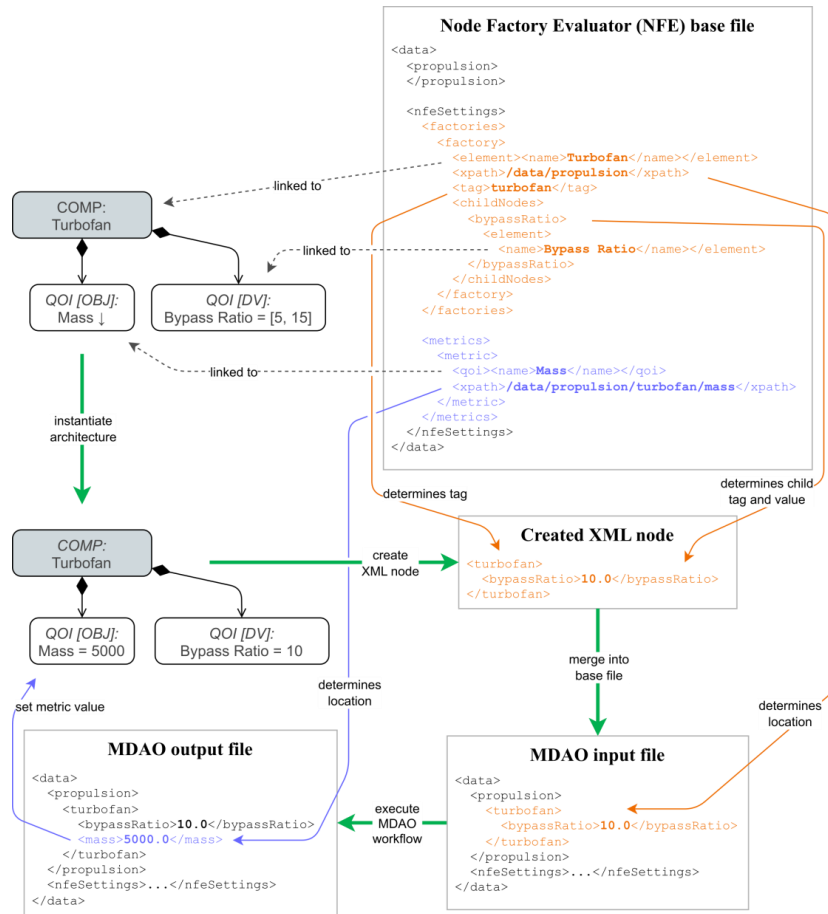 Node Factory Evaluator (NFE) base file
<data>
<propulsion>
</propulsion>
<nfeSettings>
<factories>
<factory>
<element><name>Turbofan</name></element>
<xpath>/data/propulsion</xpath>
<tag>turbofan</tag>
<childNodes>
<bypassRatio>
<element>
<name>Bypass Ratio</name></element>
</bypassRatio>
</childNodes>
</factory>
</factories>
<metrics>
<metric>
<qoi><name>Mass</name></qoi>
<xpath>/data/propulsion/turbofan/mass</xpath>
</metric>
</metrics>
</nfeSettings>
</data>
linked to
linked to
linked to
COMP:
Turbofan
QOI [OBJ]:
Mass ↓
QOI [DV]:
Bypass Ratio = [5, 15]
instantiate
architecture
determines tag
determines child
tag and value
COMP:
Turbofan
QOI [OBJ]:
Mass = 5000
QOI [DV]:
Bypass Ratio = 10
create
XML node
Created XML node
<turbofan>
<bypassRatio>10.0</bypassRatio>
</turbofan>
merge into
base file
set metric value
determines
location
determines
location
MDAO output file
<data>
<propulsion>
<turbofan>
<bypassRatio>10.0</bypassRatio>
<mass>5000.0</mass>
</turbofan>
</propulsion>
<nfeSettings>...</nfeSettings>
</data>
execute
MDAO
workflow
MDAO input file
<data>
<propulsion>
<turbofan>
<bypassRatio>10.0</bypassRatio>
</turbofan>
</propulsion>
<nfeSettings>...</nfeSettings>
</data>